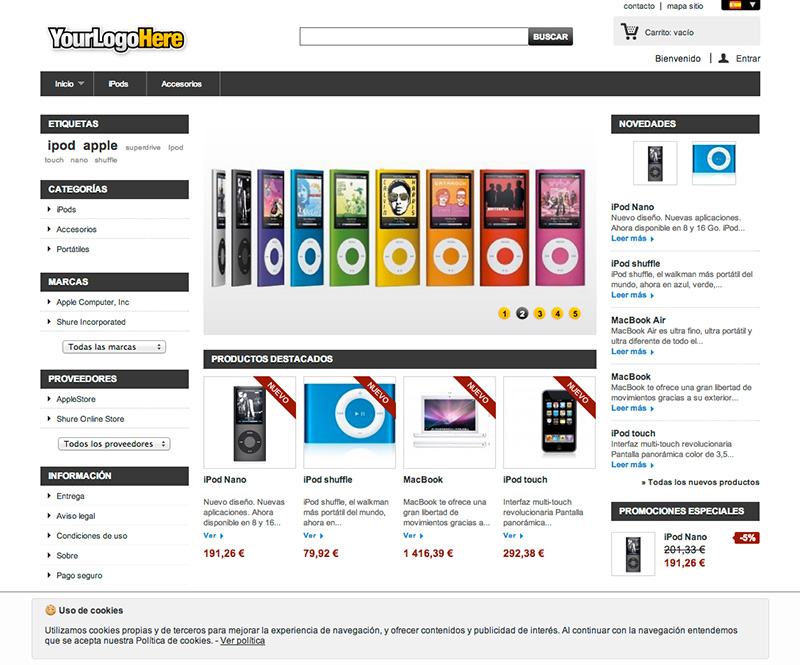 contacto | mapa sitio
YourLogoHere
BUSCAR
Carrito: vacío
Bienvenido | Entrar
Inicio iPods Accesorios
ETIQUETAS
ipod apple superdrive Ipod
touch nano shuffle
CATEGORÍAS
iPods
Accesorios
Portátiles
MARCAS
Apple Computer, Inc
Shure Incorporated
Todas las marcas
PROVEEDORES
AppleStore
Shure Online Store
Todos los proveedores
INFORMACIÓN
Entrega
Aviso legal
Condiciones de uso
Sobre
Pago seguro
CALVIN HARRIS
DATAROCK
1 2 3 4 5
PRODUCTOS DESTACADOS
NUEVO
iPod Nano
Nuevo diseño. Nuevas
aplicaciones. Ahora
disponible en 8 y 16...
Ver
191,26 €
NUEVO
iPod shuffle
iPod shuffle, el walkman
más portátil del mundo,
ahora en...
Ver
79,92 €
NUEVO
MacBook
MacBook te ofrece una
gran libertad de
movimientos gracias a...
Ver
1 416,39 €
NUEVO
iPod touch
Interfaz multi-touch
revolucionaria Pantalla
panorámica...
Ver
292,38 €
NOVEDADES
iPod Nano
Nuevo diseño. Nuevas aplicaciones.
Ahora disponible en 8 y 16 Go. iPod...
Leer más
iPod shuffle
iPod shuffle, el walkman más portátil del
mundo, ahora en azul, verde,...
Leer más
MacBook Air
MacBook Air es ultra fino, ultra portátil y
ultra diferente de todo el...
Leer más
MacBook
MacBook te ofrece una gran libertad de
movimientos gracias a su exterior...
Leer más
iPod touch
Interfaz multi-touch revolucionaria
Pantalla panorámica color de 3,5...
Leer más
» Todas los nuevos productos
PROMOCIONES ESPECIALES
iPod Nano -5%
201,33 €
191,26 €
Uso de cookies
Utilizamos cookies propias y de terceros para mejorar la experiencia de navegación, y ofrecer contenidos y publicidad de interés. Al continuar con la navegación entendemos
que se acepta nuestra Política de cookies. - Ver política